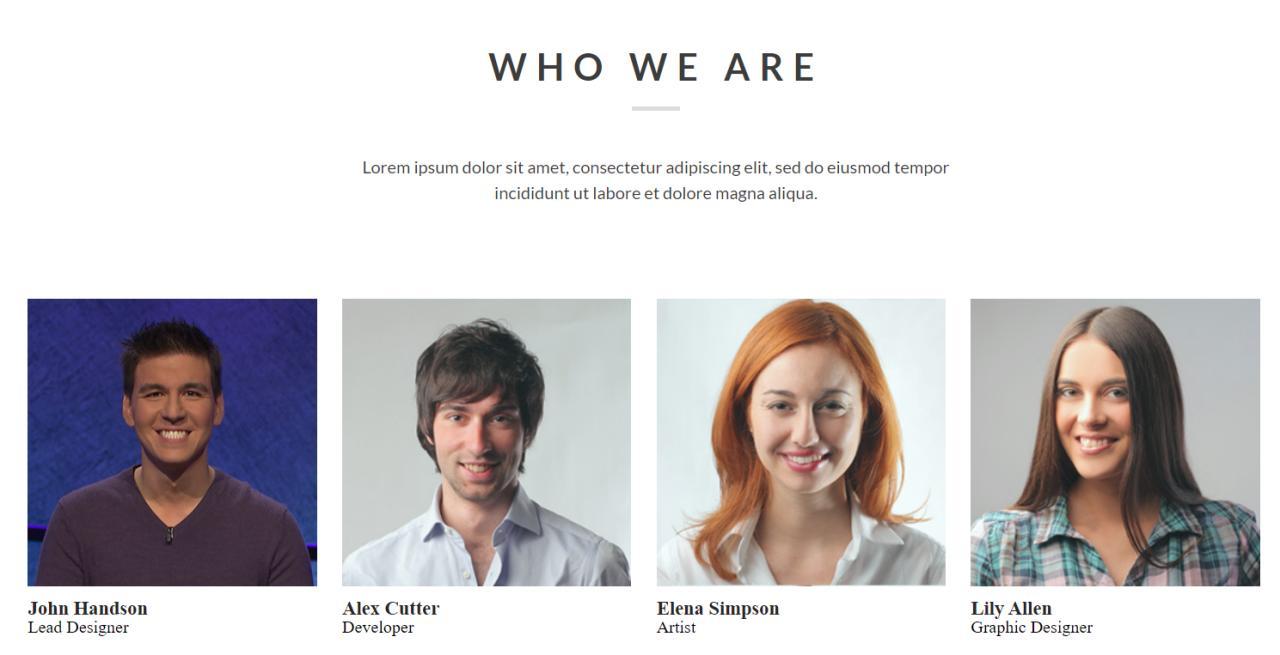 WHO WE ARE
Lorem ipsum dolor sit amet, consectetur adipiscing elit, sed do eiusmod tempor
incididunt ut labore et dolore magna aliqua.
John Handson
Lead Designer
Alex Cutter
Developer
Elena Simpson
Artist
Lily Allen
Graphic Designer